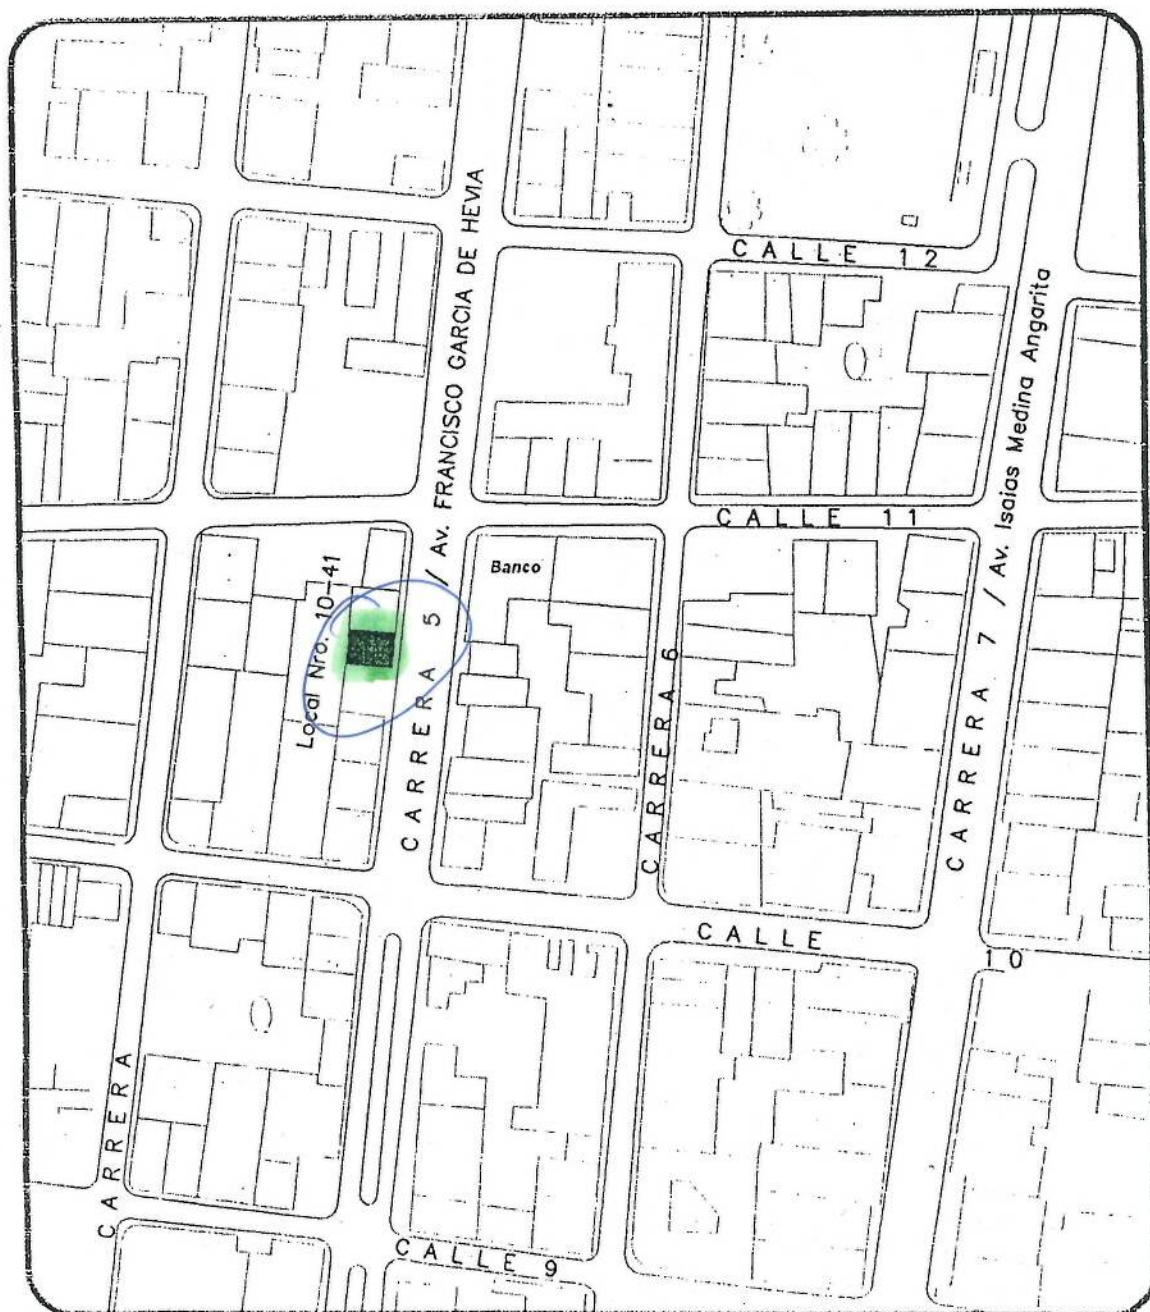 CALLE 12
/ Av. FRANCISCO GARCIA DE HEVIA
/ Av. Isaias Medina Angarita
CALLE 11
Banco
Local Nro. 10-41
CARRERA 5
CARRERA 6
CARRERA 7
CALLE 10
CARRERA
CALLE 9